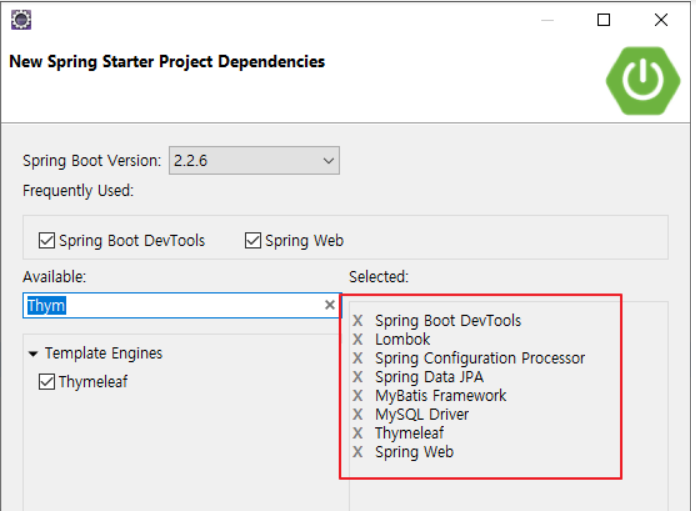 New Spring Starter Project Dependencies
Spring Boot Version: 2.2.6
Frequently Used:
Spring Boot DevTools Spring Web
Available:
Thym
Template Engines
Thymeleaf
Selected:
X Spring Boot DevTools
X Lombok
X Spring Configuration Processor
X Spring Data JPA
X MyBatis Framework
X MySQL Driver
X Thymeleaf
X Spring Web